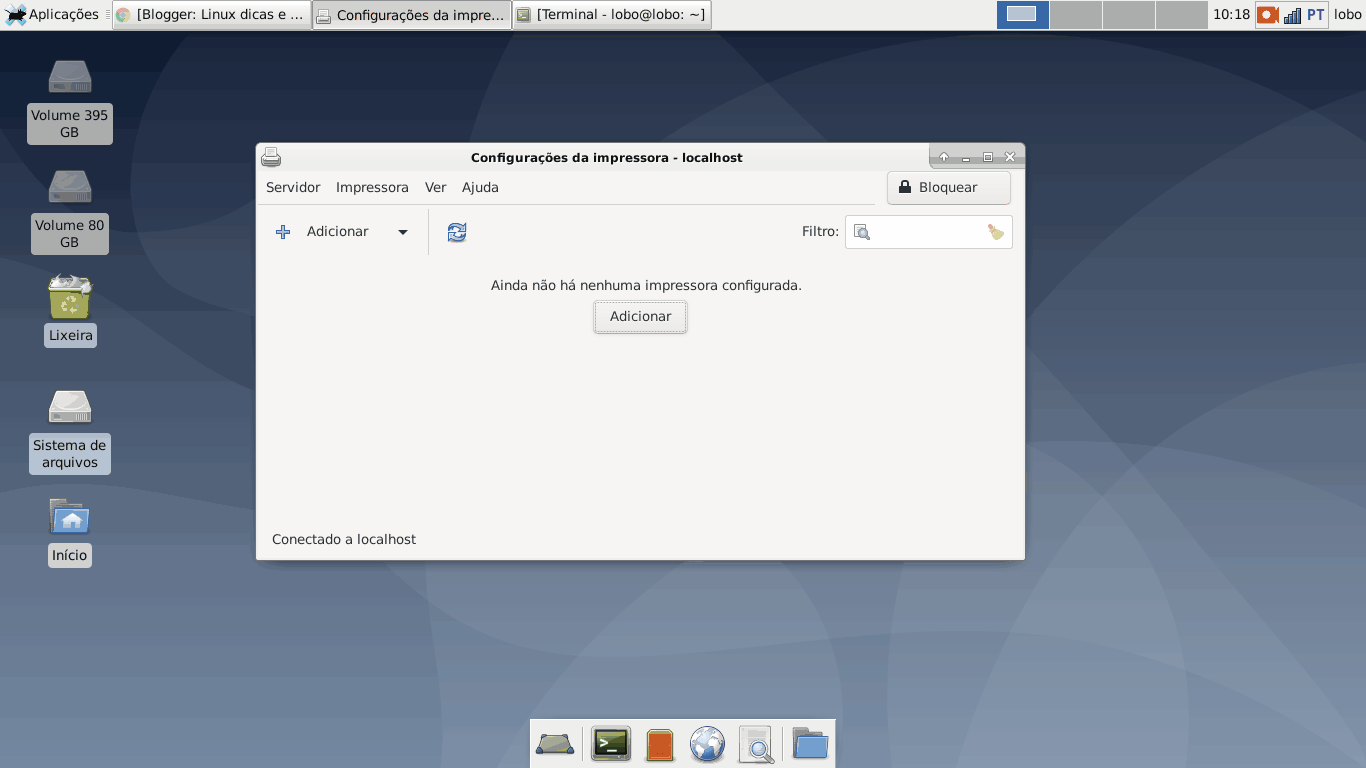 Aplicações
[Blogger: Linux dicas e ...
Configurações da impre...
[Terminal - lobo@lobo: ~]
10:18
PT
lobo
Volume 395
GB
Volume 80
GB
Lixeira
Sistema de
arquivos
Início
Configurações da impressora - localhost
Servidor Impressora Ver Ajuda
Bloquear
Adicionar
Filtro:
Ainda não há nenhuma impressora configurada.
Adicionar
Conectado a localhost